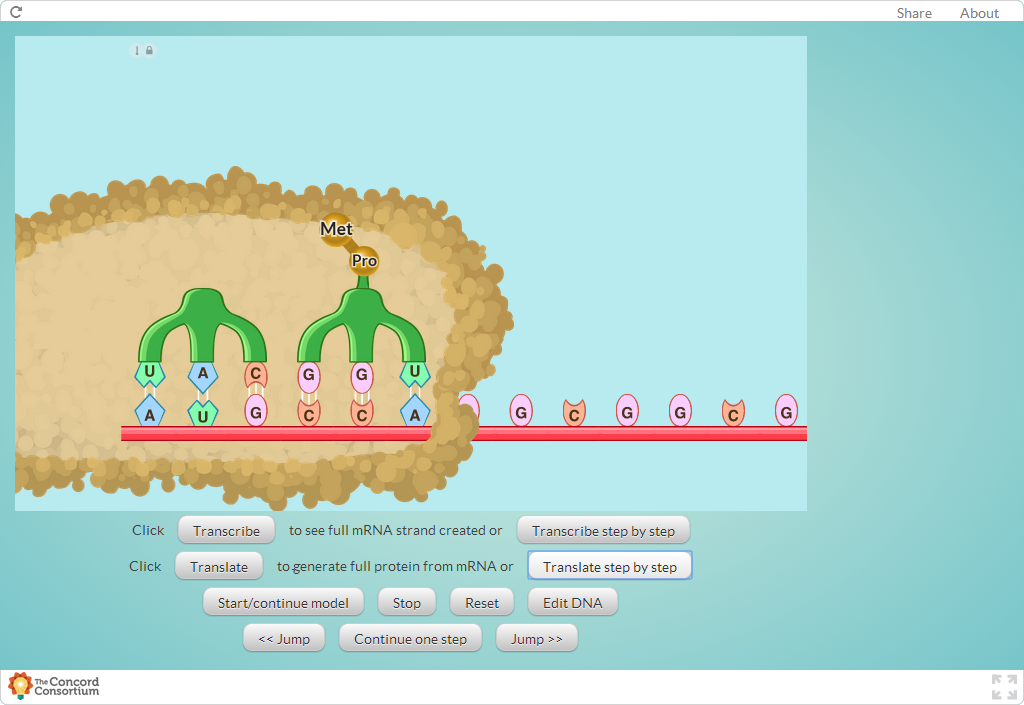 Share About
Met
Pro
U A C G G U
A U G C C A G C G G C G
Click Transcribe to see full mRNA strand created or Transcribe step by step
Click Translate to generate full protein from mRNA or Translate step by step
Start/continue model Stop Reset Edit DNA
<< Jump Continue one step Jump >>
The Concord
Consortium